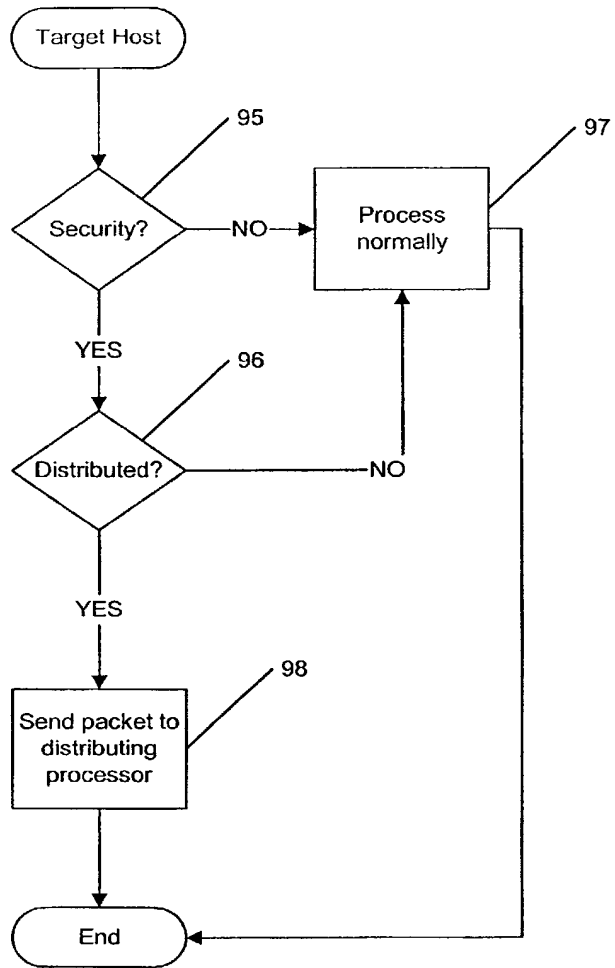 Target Host
95
97
Security?
NO
Process
normally
YES
96
Distributed?
NO
YES
98
Send packet to
distributing
processor
End